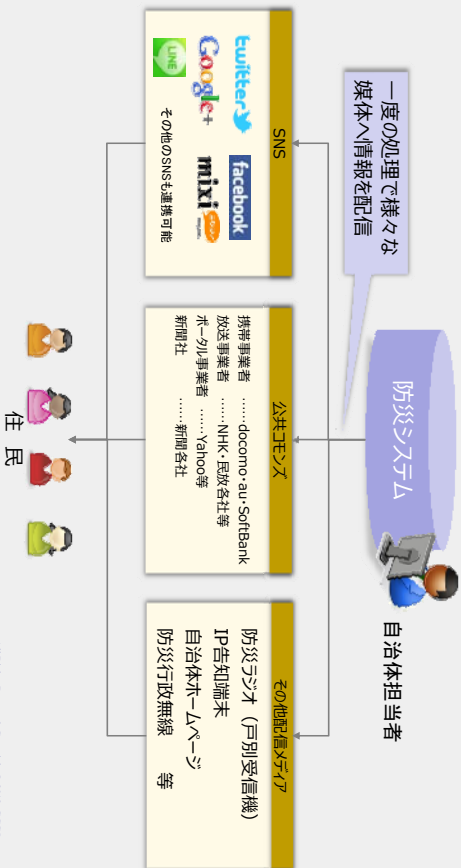 一度の処理で様々な
媒体へ情報を配信
防災システム
自治体担当者
SNS
twitter
facebook
Google+
mixi
LINE
その他のSNSも連携可能
公共コモンズ
携帯事業者 ……docomo・au・SoftBank
放送事業者 ……NHK・民放各社等
ポータル事業者 ……Yahoo等
新聞社 ……新聞各社
その他配信メディア
防災ラジオ（戸別受信機）
IP告知端末
自治体ホームページ
防災行政無線 等
住 民